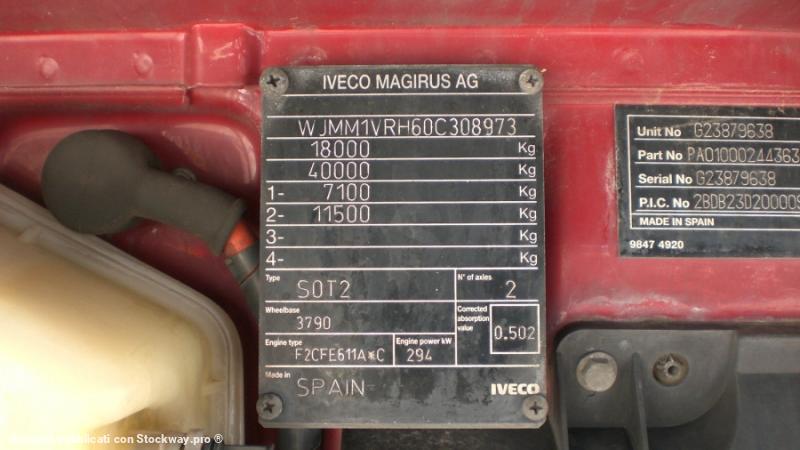 IVECO MAGIRUS AG
WJMM1VRH60C308973
18000 Kg
40000 Kg
1- 7100 Kg
2- 11500 Kg
3- Kg
4- Kg
Type
S0T2
N° of axles
2
Wheelbase
3790
Corrected absorption value
0.502
Engine type
F2CFE611A*C
Engine power kW
294
Made in
SPAIN
IVECO
Unit No G23879638
Part No PA01000244363
Serial No G23879638
P.I.C. No 2BDB23D20000
MADE IN SPAIN
9847 4920
con Stockway.pro ®